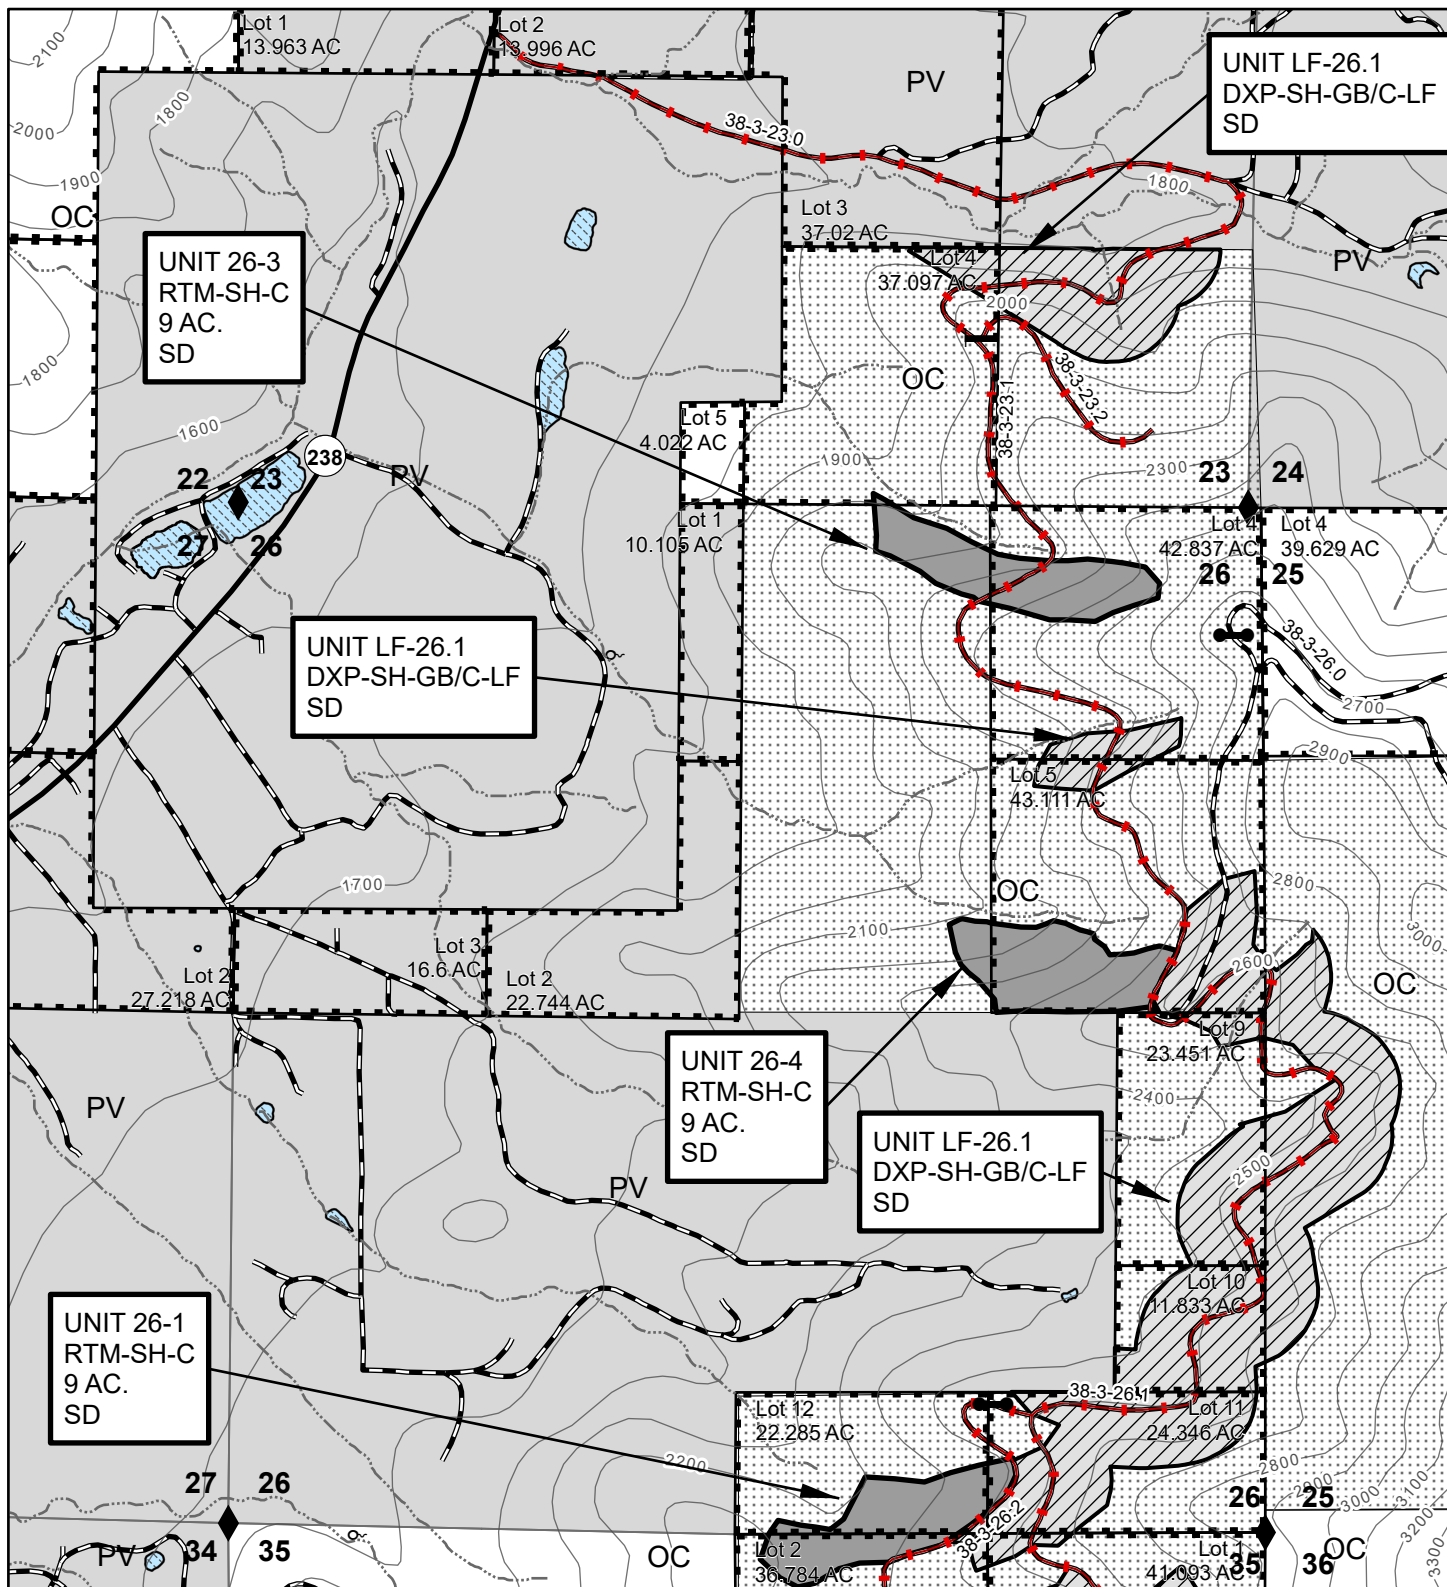 Lot 1
13.963 AC
Lot 2
13.996 AC
2100
1800
2000
1900
OC
PV
UNIT LF-26.1
DXP-SH-GB/C-LF
SD
38-3-23.0
1800
Lot 3
37.02 AC
PV
UNIT 26-3
RTM-SH-C
9 AC.
SD
Lot 4
37.097 AC
2000
1800
OC
38-3-23.1
38-3-23.2
Lot 5
4.022 AC
1600
238
PV
22
23
27
26
1900
2300
23
24
Lot 1
10.105 AC
Lot 4
42.837 AC
Lot 4
39.629 AC
26
25
UNIT LF-26.1
DXP-SH-GB/C-LF
SD
38-3-26.0
2700
2900
Lot 5
43.111 AC
1700
OC
2800
2100
Lot 3
16.6 AC
Lot 2
27.218 AC
Lot 2
22.744 AC
2600
3000
OC
UNIT 26-4
RTM-SH-C
9 AC.
SD
Lot 9
23.451 AC
2400
PV
UNIT LF-26.1
DXP-SH-GB/C-LF
SD
2500
PV
Lot 10
11.833 AC
UNIT 26-1
RTM-SH-C
9 AC.
SD
38-3-26.1
Lot 12
22.285 AC
Lot 11
24.346 AC
2200
2800
2900
3000
3100
3200
3300
27
26
26
25
34
35
35
36
38-3-26.2
PV
OC
Lot 2
36.784 AC
Lot 1
41.093 AC
OC